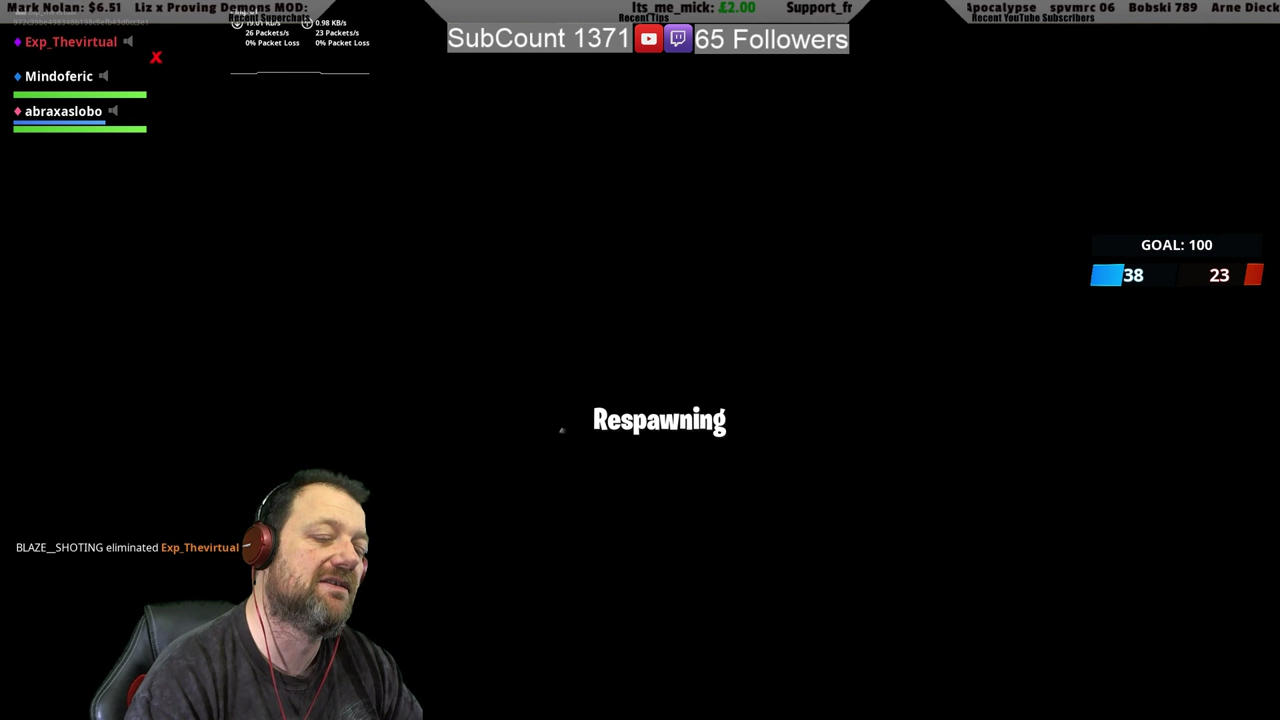 Mark Nolan: $6.51 Liz x Proving Demons MOD:
Its_me_mick: £2.00 Support_fr
Apocalypse spvmrc 06 Bobski 789 Arne Dieck
Recent Superchats
Recent Tips
Recent YouTube Subscribers
0.98 KB/s
26 Packets/s 23 Packets/s
0% Packet Loss 0% Packet Loss
SubCount 1371 65 Followers
Exp_Thevirtual
X
Mindoferic
abraxaslobo
GOAL: 100
38 23
Respawning
BLAZE__SHOTING eliminated Exp_Thevirtual